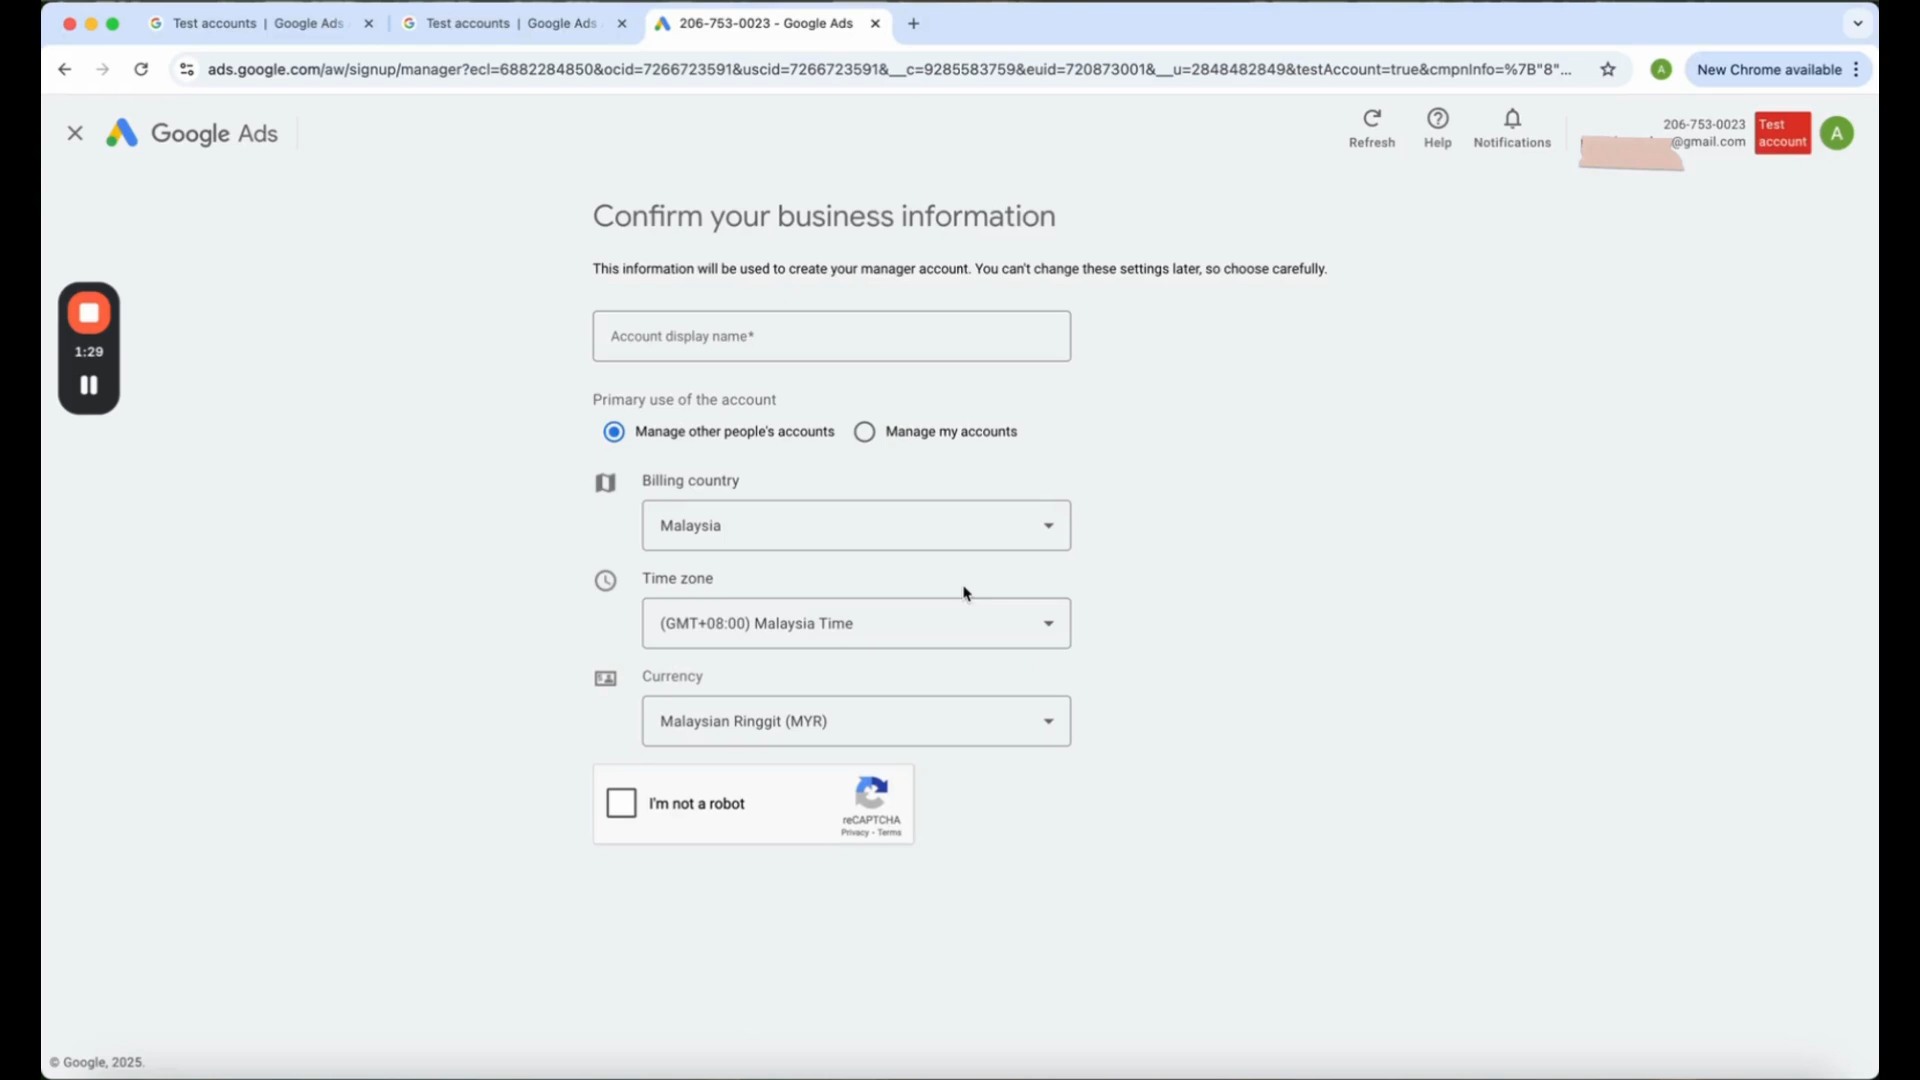 Test accounts | Google Ads
Test accounts | Google Ads
206-753-0023 - Google Ads
ads.google.com/aw/signup/manager?ecl=6882284850&ocid=7266723591&uscid=7266723591&__c=9285583759&euid=720873001&__u=2848482849&testAccount=true&cmpnInfo=%7B"8"...
A
New Chrome available
Google Ads
Refresh
Help
Notifications
206-753-0023
@gmail.com
Test
account
A
Confirm your business information
This information will be used to create your manager account. You can't change these settings later, so choose carefully.
1:29
Account display name*
Primary use of the account
Manage other people's accounts
Manage my accounts
Billing country
Malaysia
Time zone
(GMT+08:00) Malaysia Time
Currency
Malaysian Ringgit (MYR)
I'm not a robot
reCAPTCHA
Privacy - Terms
© Google, 2025.